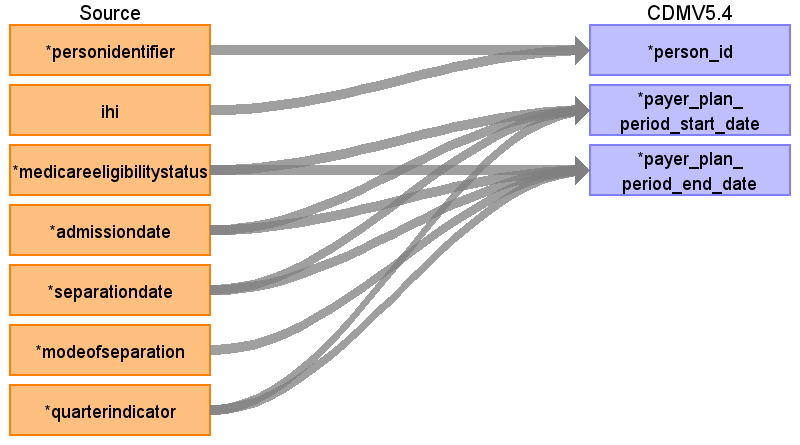 Source
CDMV5.4
*personidentifier
*person_id
ihi
*payer_plan_
period_start_date
*medicareeligibilitystatus
*payer_plan_
period_end_date
*admissiondate
*separationdate
*modeofseparation
*quarterindicator